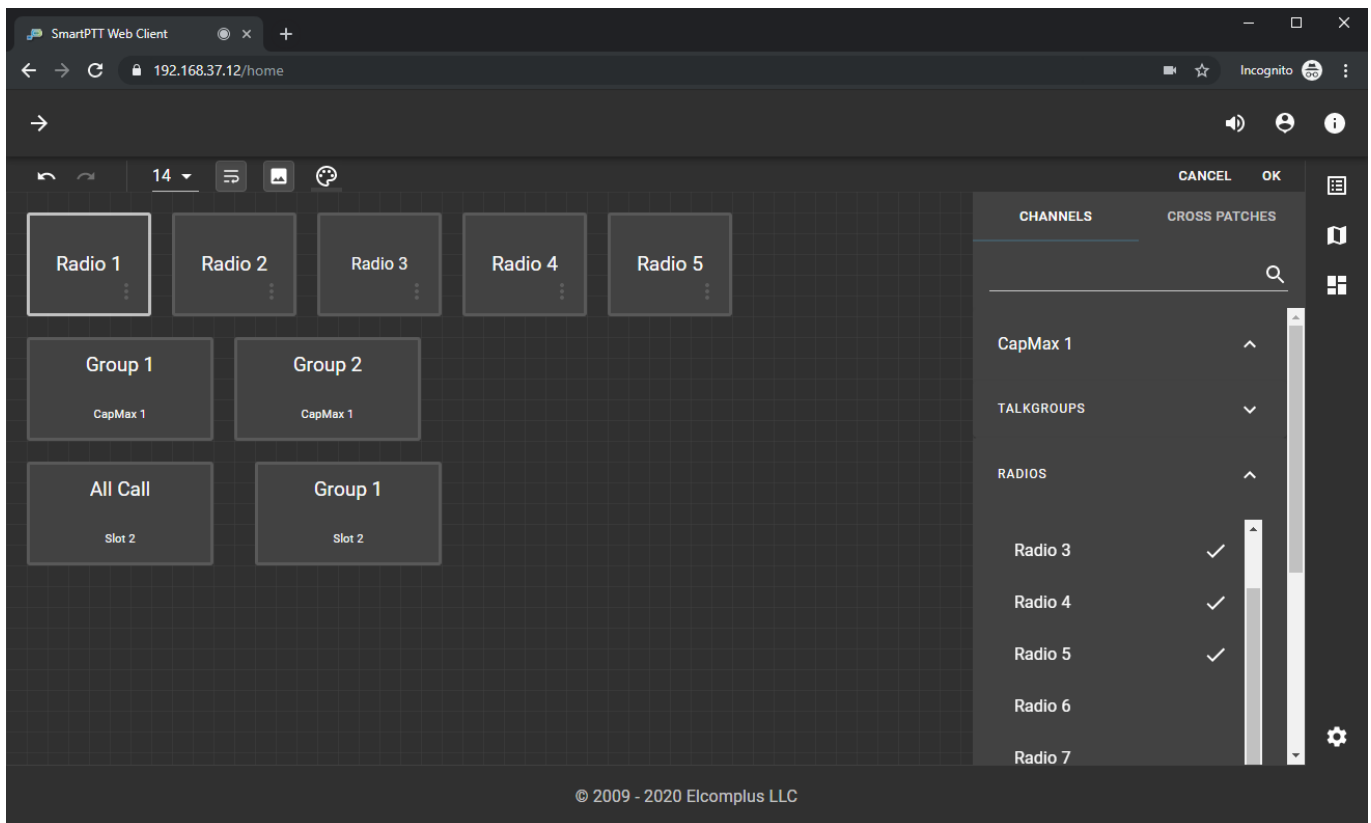 SmartPTT Web Client
192.168.37.12/home
Incognito
14
CANCEL OK
CHANNELS CROSS PATCHES
Radio 1 Radio 2 Radio 3 Radio 4 Radio 5
CapMax 1
Group 1 Group 2
CapMax 1 CapMax 1
TALKGROUPS
RADIOS
All Call Group 1
Slot 2 Slot 2
Radio 3
Radio 4
Radio 5
Radio 6
Radio 7
© 2009 - 2020 Elcomplus LLC